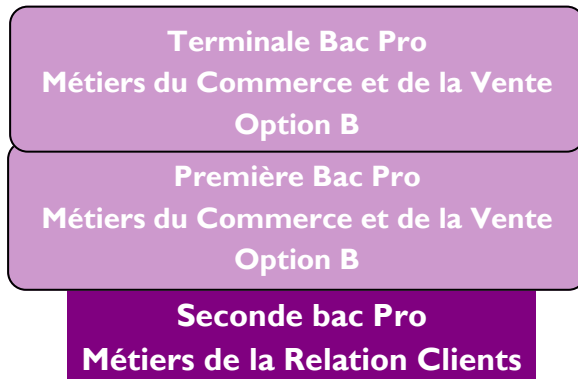 Terminale Bac Pro
Métiers du Commerce et de la Vente
Option B
Première Bac Pro
Métiers du Commerce et de la Vente
Option B
Seconde bac Pro
Métiers de la Relation Clients